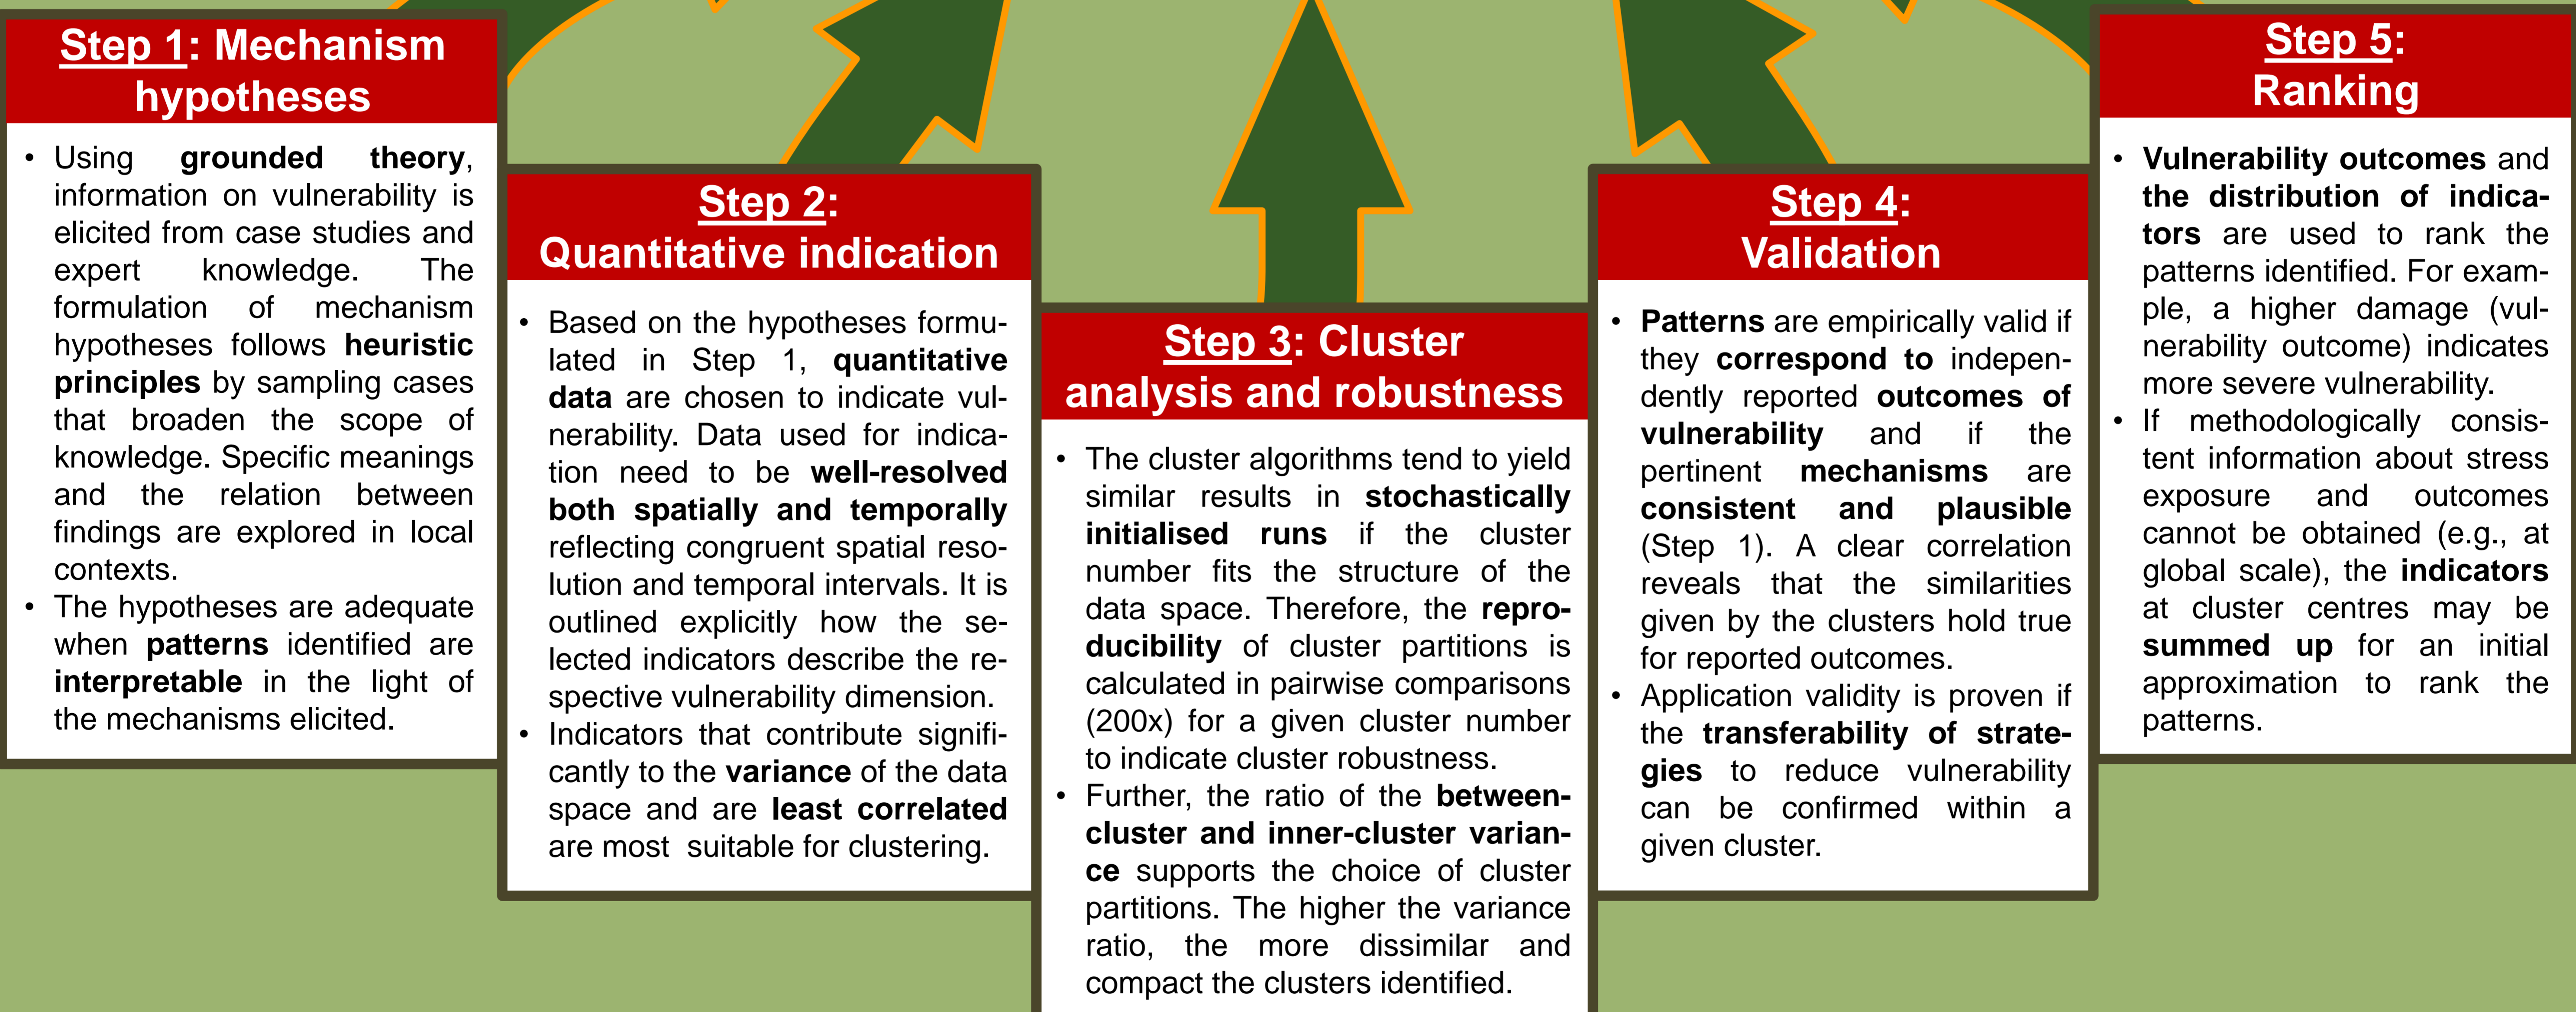 Step 1: Mechanism
hypotheses
• Using grounded theory,
information on vulnerability is
elicited from case studies and
expert knowledge. The
formulation of mechanism
hypotheses follows heuristic
principles by sampling cases
that broaden the scope of
knowledge. Specific meanings
and the relation between
findings are explored in local
contexts.
• The hypotheses are adequate
when patterns identified are
interpretable in the light of
the mechanisms elicited.
Step 2:
Quantitative indication
• Based on the hypotheses formu-
lated in Step 1, quantitative
data are chosen to indicate vul-
nerability. Data used for indica-
tion need to be well-resolved
both spatially and temporally
reflecting congruent spatial reso-
lution and temporal intervals. It is
outlined explicitly how the se-
lected indicators describe the re-
spective vulnerability dimension.
• Indicators that contribute signifi-
cantly to the variance of the data
space and are least correlated
are most suitable for clustering.
Step 3: Cluster
analysis and robustness
• The cluster algorithms tend to yield
similar results in stochastically
initialised runs if the cluster
number fits the structure of the
data space. Therefore, the repro-
ducibility of cluster partitions is
calculated in pairwise comparisons
(200x) for a given cluster number
to indicate cluster robustness.
• Further, the ratio of the between-
cluster and inner-cluster varian-
ce supports the choice of cluster
partitions. The higher the variance
ratio, the more dissimilar and
compact the clusters identified.
Step 4:
Validation
• Patterns are empirically valid if
they correspond to indepen-
dently reported outcomes of
vulnerability and if the
pertinent mechanisms are
consistent and plausible
(Step 1). A clear correlation
reveals that the similarities
given by the clusters hold true
for reported outcomes.
• Application validity is proven if
the transferability of strate-
gies to reduce vulnerability
can be confirmed within a
given cluster.
Step 5:
Ranking
• Vulnerability outcomes and
the distribution of indica-
tors are used to rank the
patterns identified. For exam-
ple, a higher damage (vul-
nerability outcome) indicates
more severe vulnerability.
• If methodologically consis-
tent information about stress
exposure and outcomes
cannot be obtained (e.g., at
global scale), the indicators
at cluster centres may be
summed up for an initial
approximation to rank the
patterns.